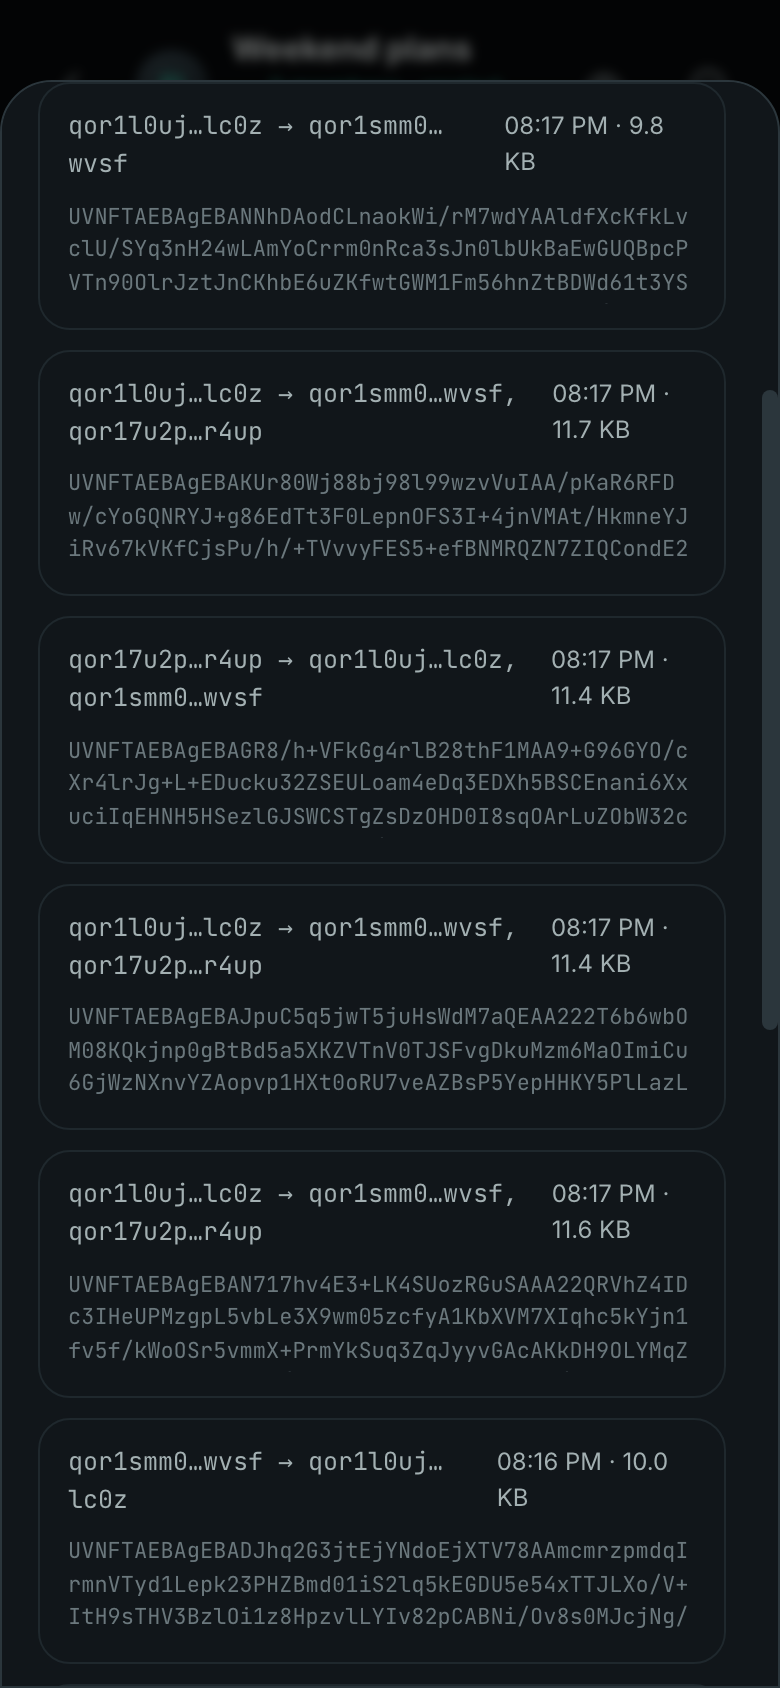 Weekend plans
qor1l0uj…lc0z → qor1smm0…
wvsf
08:17 PM · 9.8
KB
UVNFTAEBAgEBANNhDAodCLnaokWi/rM7wdYAAldfXcKfkLv
clU/SYq3nH24wLAmYoCrrm0nRca3sJn0lbUkBaEwGUQBpcP
VTn90OlrJztJnCKhbE6uZKfwtGWM1Fm56hnZtBDWd61t3YS
qor1l0uj…lc0z → qor1smm0…wvsf,
qor17u2p…r4up
08:17 PM ·
11.7 KB
UVNFTAEBAgEBAKUr80Wj88bj98l99wzvVuIAA/pKaR6RFD
w/cYoGQNRYJ+g86EdTt3F0LepnOFS3I+4jnVMAt/HkmneYJ
iRv67kVKfCjsPu/h/+TVvvyFES5+efBNMRQZN7ZIQCondE2
qor17u2p…r4up → qor1l0uj…lc0z,
qor1smm0…wvsf
08:17 PM ·
11.4 KB
UVNFTAEBAgEBAGR8/h+VFkGg4rlB28thF1MAA9+G96GYO/c
Xr4lrJg+L+EDucku32ZSEULoam4eDq3EDXh5BSCEnani6Xx
uciIqEHNH5HSezlGJSWCSTgZsDzOHD0I8sqOArLuZObW32c
qor1l0uj…lc0z → qor1smm0…wvsf,
qor17u2p…r4up
08:17 PM ·
11.4 KB
UVNFTAEBAgEBAJpuC5q5jwT5juHsWdM7aQEAA222T6b6wbO
M08KQkjnp0gBtBd5a5XKZVTnV0TJSFvgDkuMzm6MaOImiCu
6GjWzNXnvYZAopvp1HXt0oRU7veAZBsP5YepHHKY5PlLazL
qor1l0uj…lc0z → qor1smm0…wvsf,
qor17u2p…r4up
08:17 PM ·
11.6 KB
UVNFTAEBAgEBAN717hv4E3+LK4SUozRGuSAAA22QRVhZ4ID
c3IHeUPMzgpL5vbLe3X9wm05zcfyA1KbXVM7XIqhc5kYjn1
fv5f/kWoOSr5vmmX+PrmYkSuq3ZqJyyvGAcAKkDH9OLYMqZ
qor1smm0…wvsf → qor1l0uj…
lc0z
08:16 PM · 10.0
KB
UVNFTAEBAgEBADJhq2G3jtEjYNdoEjXTV78AAmcmrzpmdqI
rmnVTyd1Lepk23PHZBmd01iS2lq5kEGDU5e54xTTJLXo/V+
ItH9sTHV3BzlOi1z8HpzvlLYIv82pCABNi/Ov8s0MJcjNg/